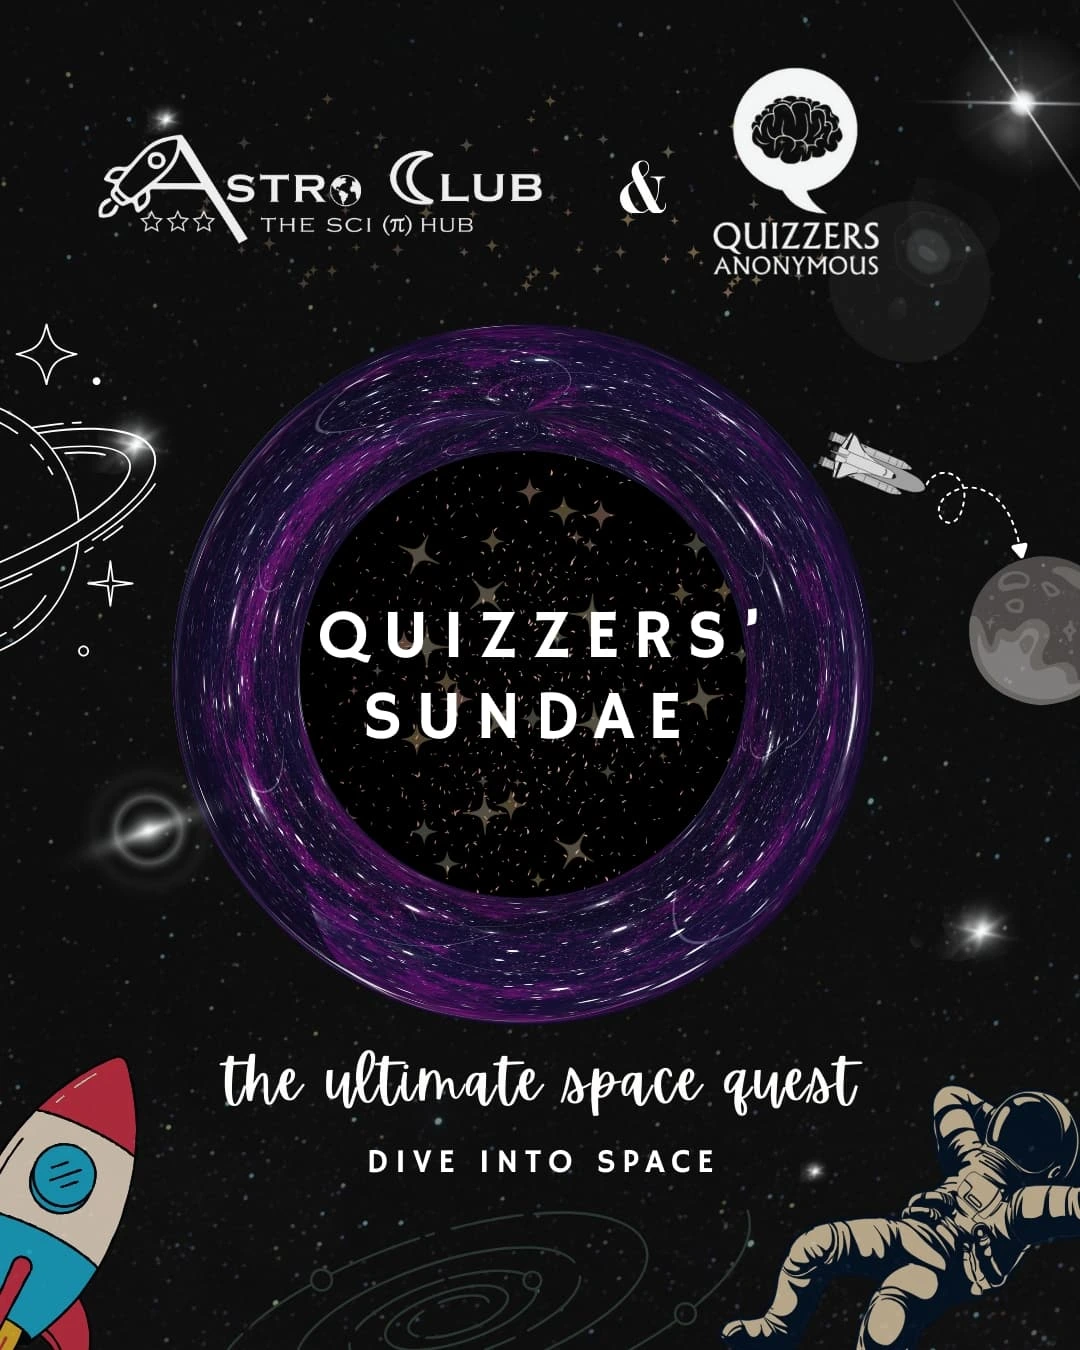 ASTRO CLUB
THE SCI (π) HUB
&
QUIZZERS
ANONYMOUS
QUIZZERS'
SUNDAE
the ultimate space quest
DIVE INTO SPACE